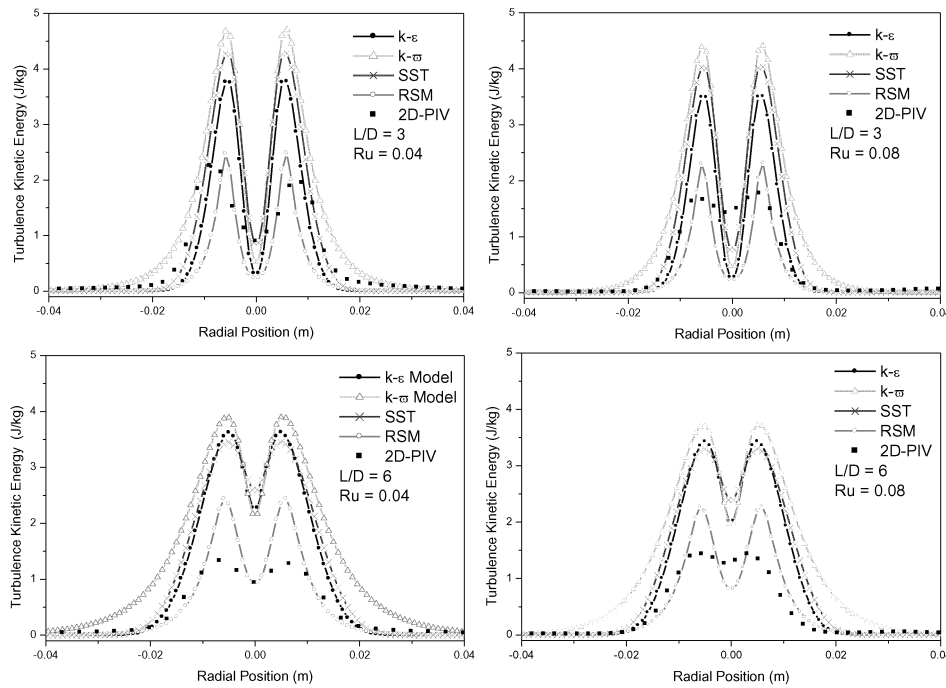 5
4
3
2
1
0
Turbulence Kinetic Energy (J/kg)
k-ε
k-ϖ
SST
RSM
2D-PIV
L/D = 3
Ru = 0.04
-0.04
-0.02
0.00
0.02
0.04
Radial Position (m)
5
4
3
2
1
0
Turbulence Kinetic Energy (J/kg)
k-ε
k-ϖ
SST
RSM
2D-PIV
L/D = 3
Ru = 0.08
-0.04
-0.02
0.00
0.02
0.04
Radial Position (m)
5
4
3
2
1
0
Turbulence Kinetic Energy (J/kg)
k-ε Model
k-ϖ Model
SST
RSM
2D-PIV
L/D = 6
Ru = 0.04
-0.04
-0.02
0.00
0.02
0.04
Radial Position (m)
5
4
3
2
1
0
Turbulence Kinetic Energy (J/kg)
k-ε
k-ϖ
SST
RSM
2D-PIV
L/D = 6
Ru = 0.08
-0.04
-0.02
0.00
0.02
0.04
Radial Position (m)